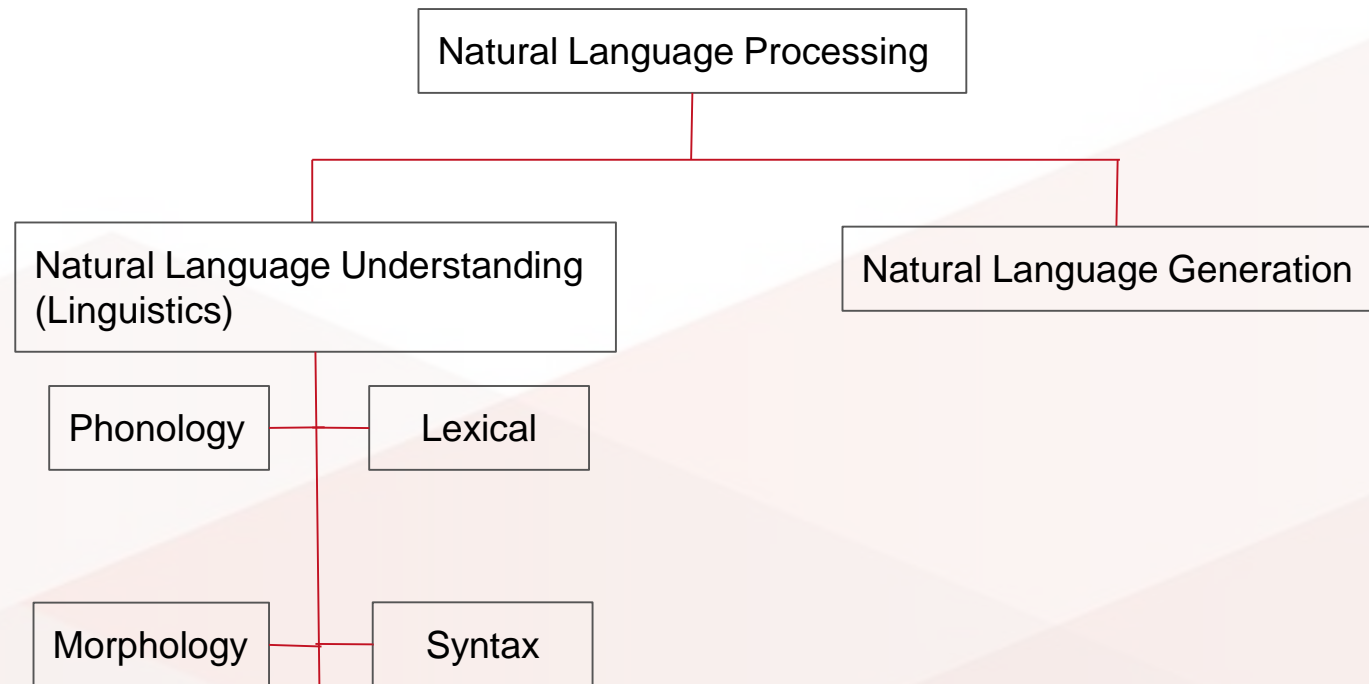 Natural Language Processing
Natural Language Understanding
(Linguistics)
Natural Language Generation
Phonology
Lexical
Morphology
Syntax